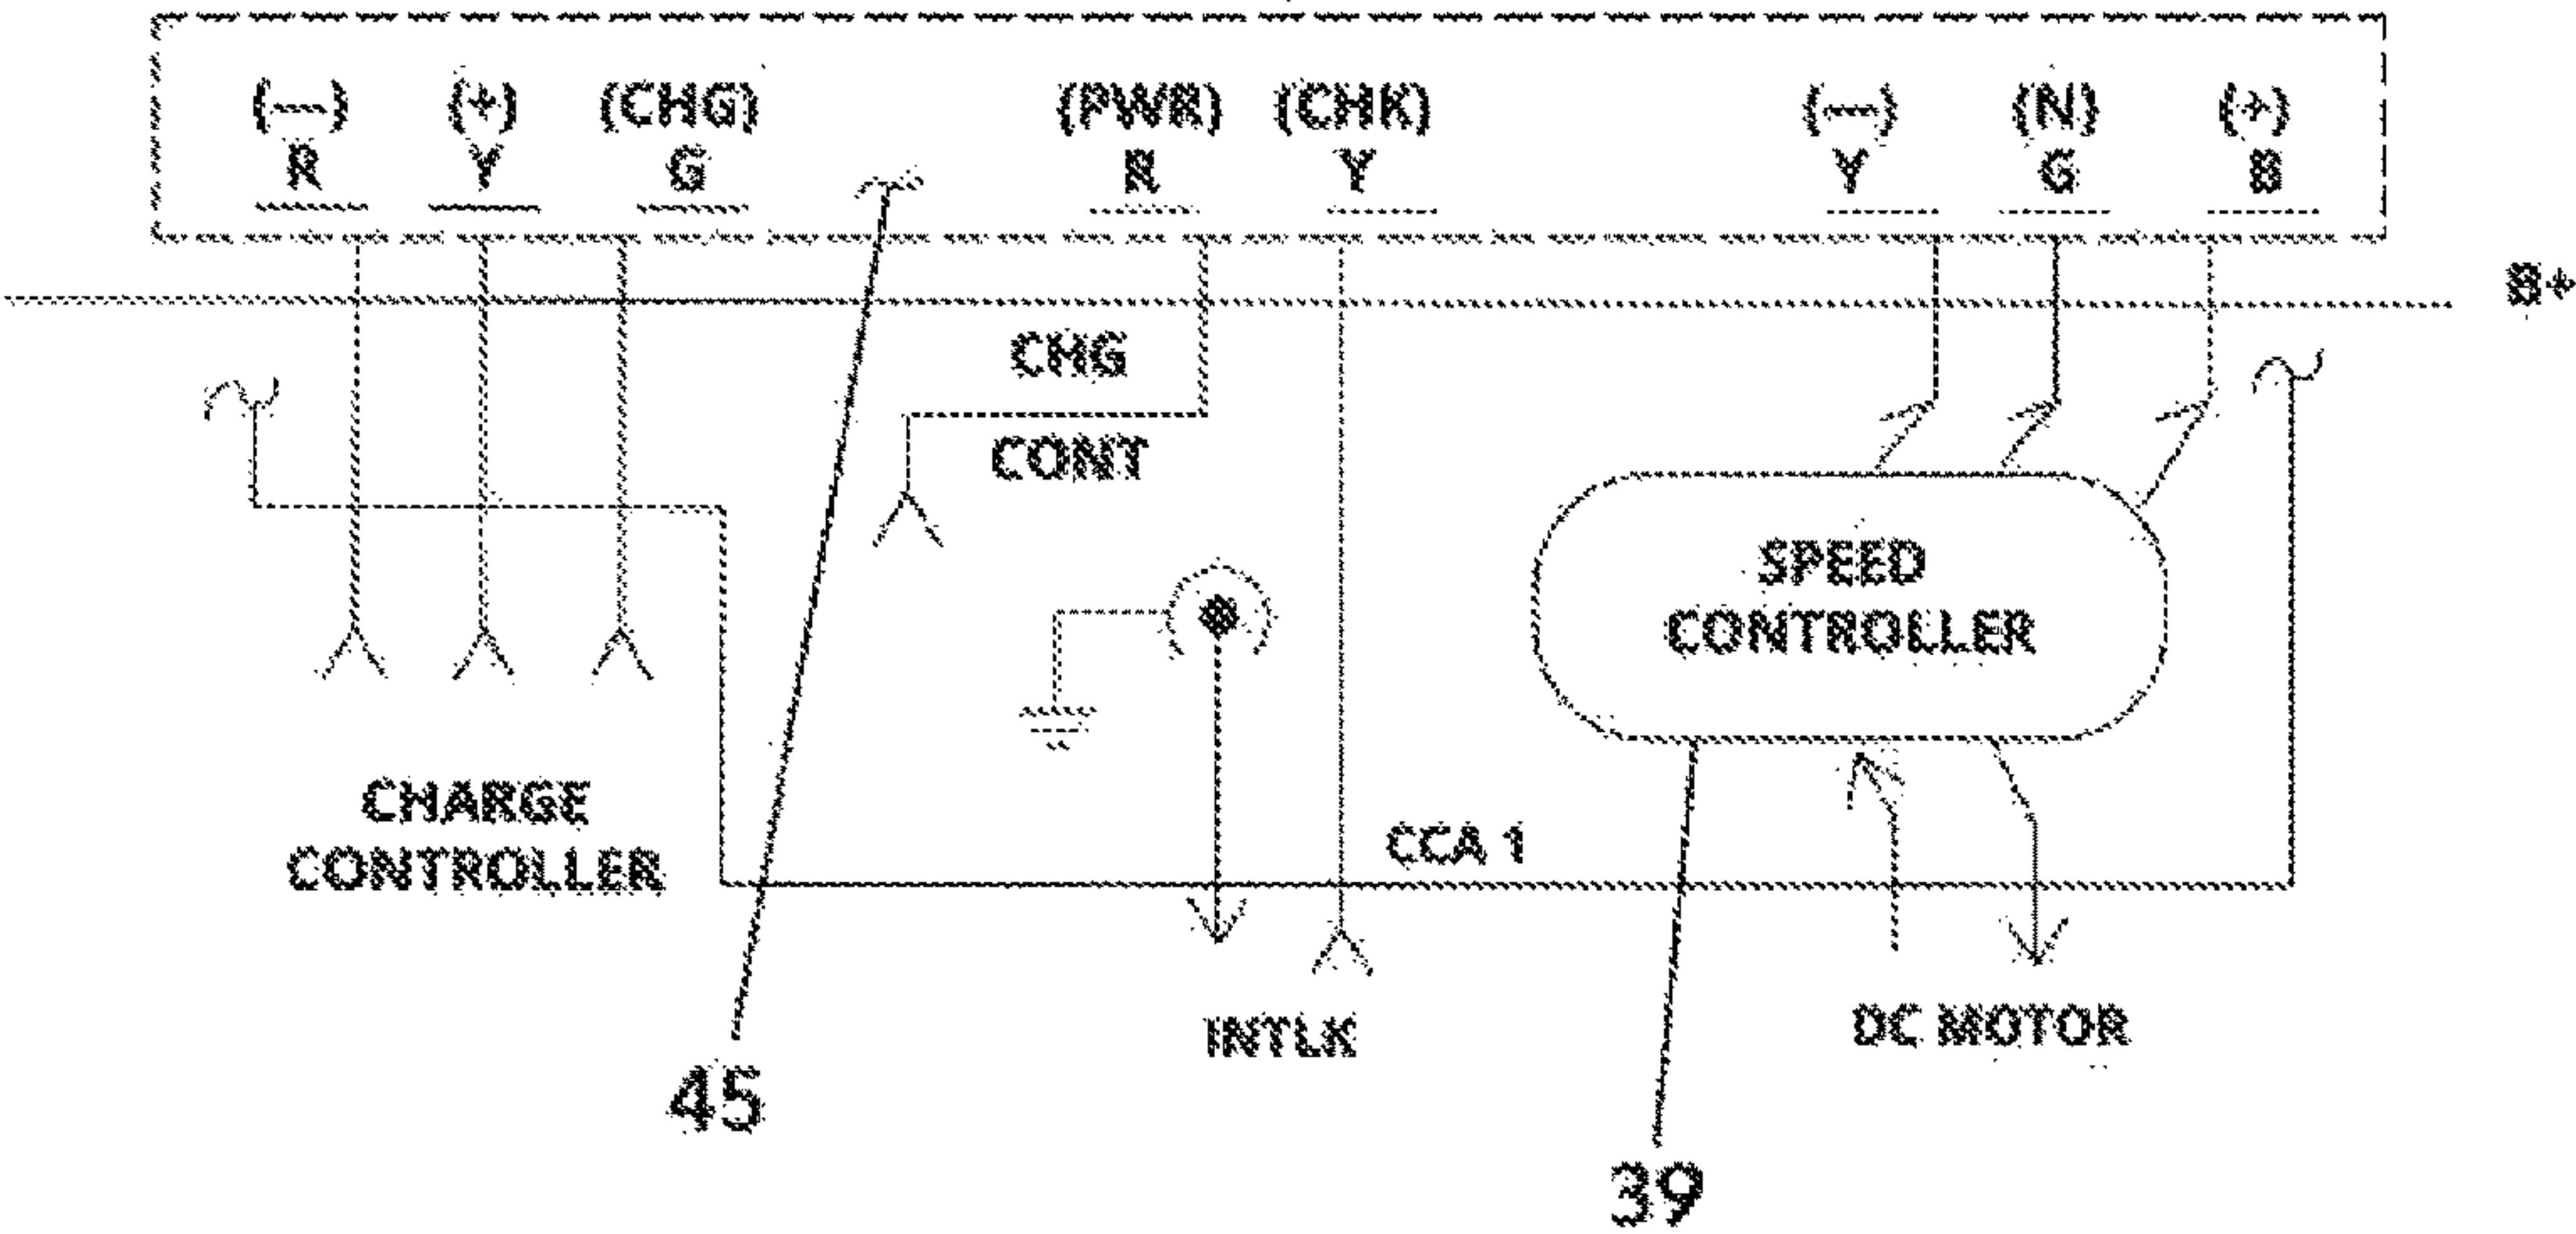 (—) (+) (CHG) (PWR) (CHK) (—) (N) (+)
R Y G R Y Y G B
B+
CHG
CONT
SPEED
CONTROLLER
CHARGE
CONTROLLER
CCA 1
INTLK
DC MOTOR
45
39